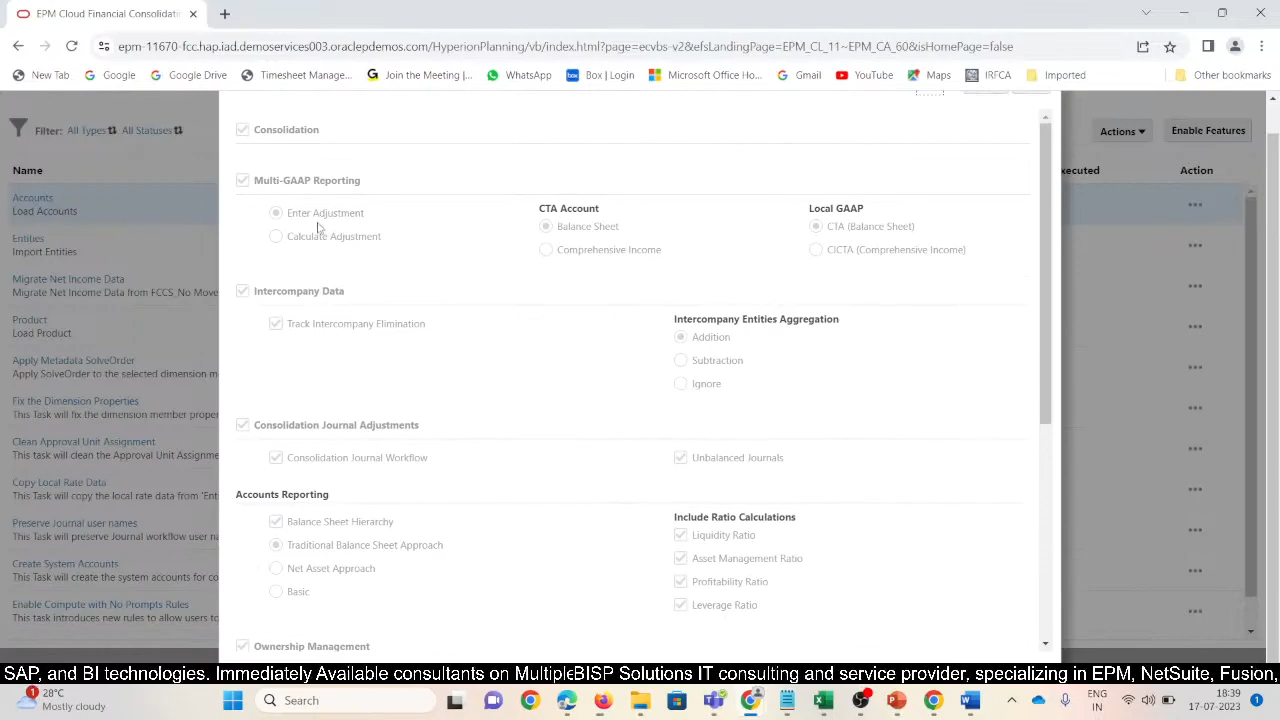 EPM Cloud Financial Consolidati
epm-11670-fcc.hap.iad.demoservices003.oracledemos.com/HyperionPlanning/vb/index.html?page=ecvbs-v2&efsLandingPage=EPM_CL_11~EPM_CA_60&isHomePage=false
New Tab Google Google Drive Timesheet Manage... Join the Meeting |... WhatsApp Box | Login Microsoft Office Ho... Gmail YouTube Maps IRFCA Imported Other bookmarks
Filter: All Types All Statuses
Actions Enable Features
Name
ecuted Action
Accounts
Load Accounts
Entities
Import Entities
Migrate Net Income Data
Migrate Net Income Data from FCCS_No Move
Product
Load Product
Apply Metadata SolveOrder
Apply SolveOrder to the selected dimension m
Fix the Dimension Properties
This Task will fix the dimension member proper
Clean Approval Unit Assignment
This task will clean the Approval Unit Assignme
Copy Local Rate Data
This Task will copy the local rate data from 'Enti
Preserve Journal user names
This Task will preserve Journal workflow user na
Create System Accounts
This Task will create the system accounts for co
Enable Compute with No Prompts Rules
This task introduces new rules to allow users to
Consolidation
Multi-GAAP Reporting
Enter Adjustment
Calculate Adjustment
CTA Account
Balance Sheet
Comprehensive Income
Local GAAP
CTA (Balance Sheet)
CICTA (Comprehensive Income)
Intercompany Data
Track Intercompany Elimination
Intercompany Entities Aggregation
Addition
Subtraction
Ignore
Consolidation Journal Adjustments
Consolidation Journal Workflow
Unbalanced Journals
Accounts Reporting
Balance Sheet Hierarchy
Traditional Balance Sheet Approach
Net Asset Approach
Basic
Include Ratio Calculations
Liquidity Ratio
Asset Management Ratio
Profitability Ratio
Leverage Ratio
Ownership Management
SAP, and BI technologies. Immediately Available consultants on Multiple
BISP Solutions IT consulting and service provider, specializing in EPM, NetSuite, Fusion,
1
28°C
Mostly cloudy
Search
ENG
IN
18:39
17-07-2023